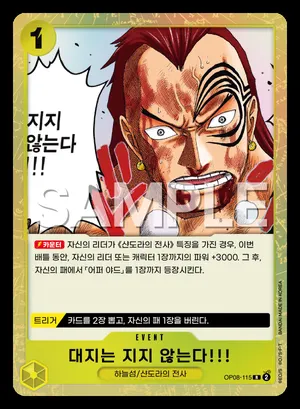 1
지지
않는다
!!!
지지
않는다
!!!
SAMPLE
카운터 자신의 리더가 《샨도라의 전사》 특징을 가진 경우, 이번
배틀 동안, 자신의 리더 또는 캐릭터 1장까지의 파워 +3000. 그 후,
자신의 패에서 「어퍼 야드」를 1장까지 등장시킨다.
트리거 카드를 2장 뽑고, 자신의 패 1장을 버린다.
EVENT
대지는 지지 않는다!!!
하늘섬/샨도라의 전사
OP08-115 R 2